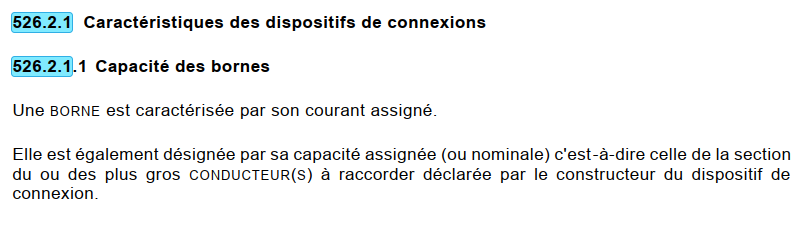 526.2.1 Caractéristiques des dispositifs de connexions
526.2.1.1 Capacité des bornes
Une BORNE est caractérisée par son courant assigné.
Elle est également désignée par sa capacité assignée (ou nominale) c'est-à-dire celle de la section
du ou des plus gros CONDUCTEUR(S) à raccorder déclarée par le constructeur du dispositif de
connexion.